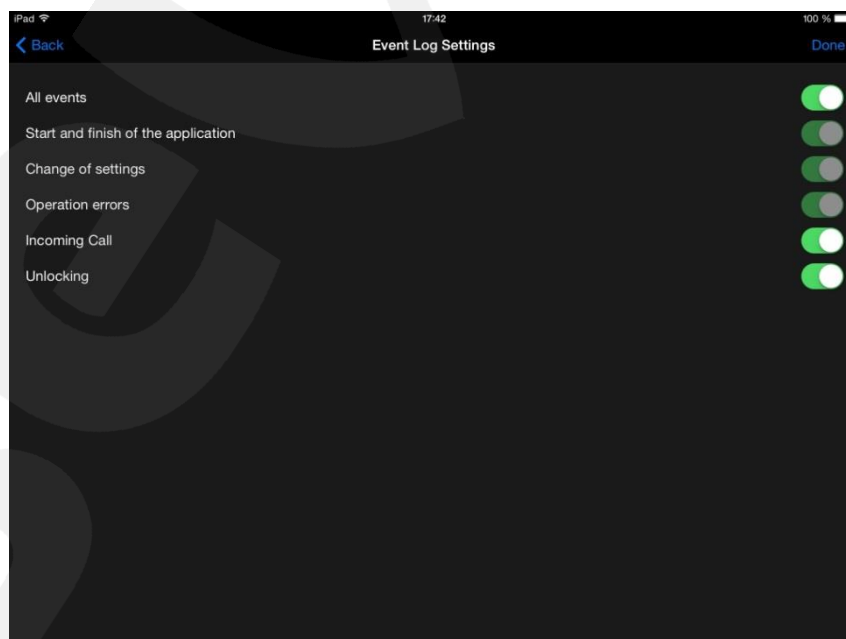 iPad 17:42 100 %
Back Event Log Settings Done
All events
Start and finish of the application
Change of settings
Operation errors
Incoming Call
Unlocking